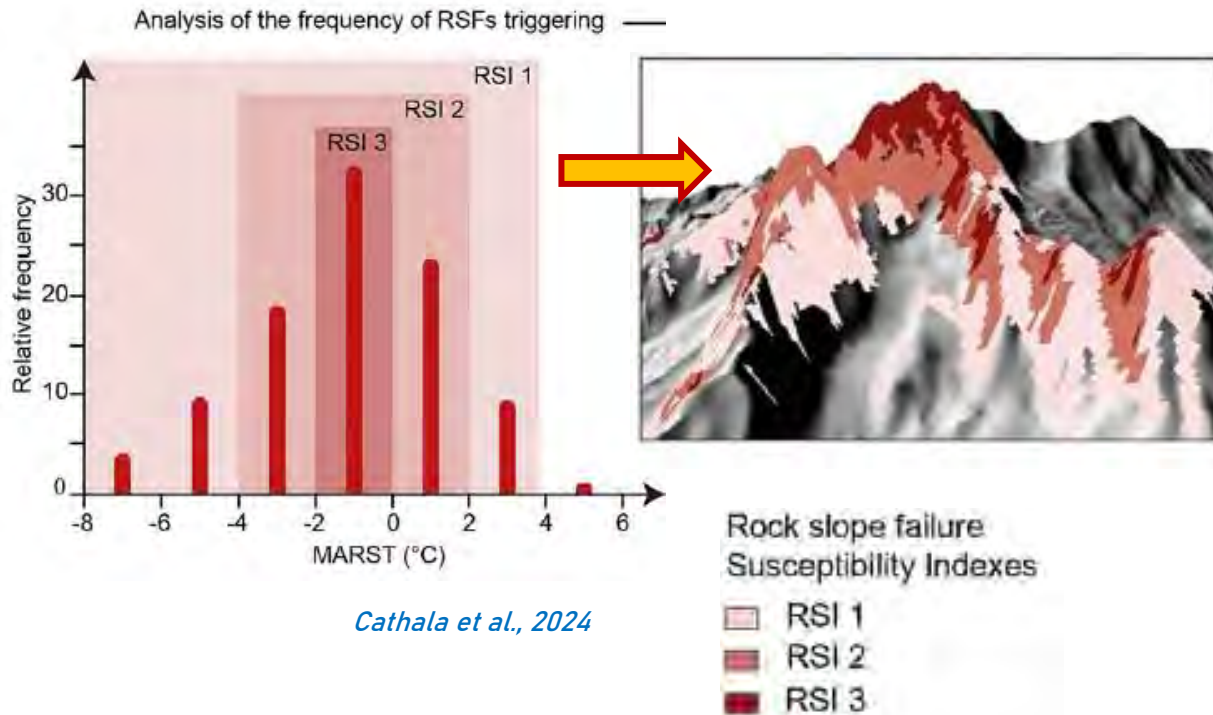 Analysis of the frequency of RSFs triggering
RSI 1
RSI 2
RSI 3
Relative frequency
30
20
10
0
-8 -6 -4 -2 0 2 4 6
MARST (°C)
Cathala et al., 2024
Rock slope failure
Susceptibility Indexes
RSI 1
RSI 2
RSI 3